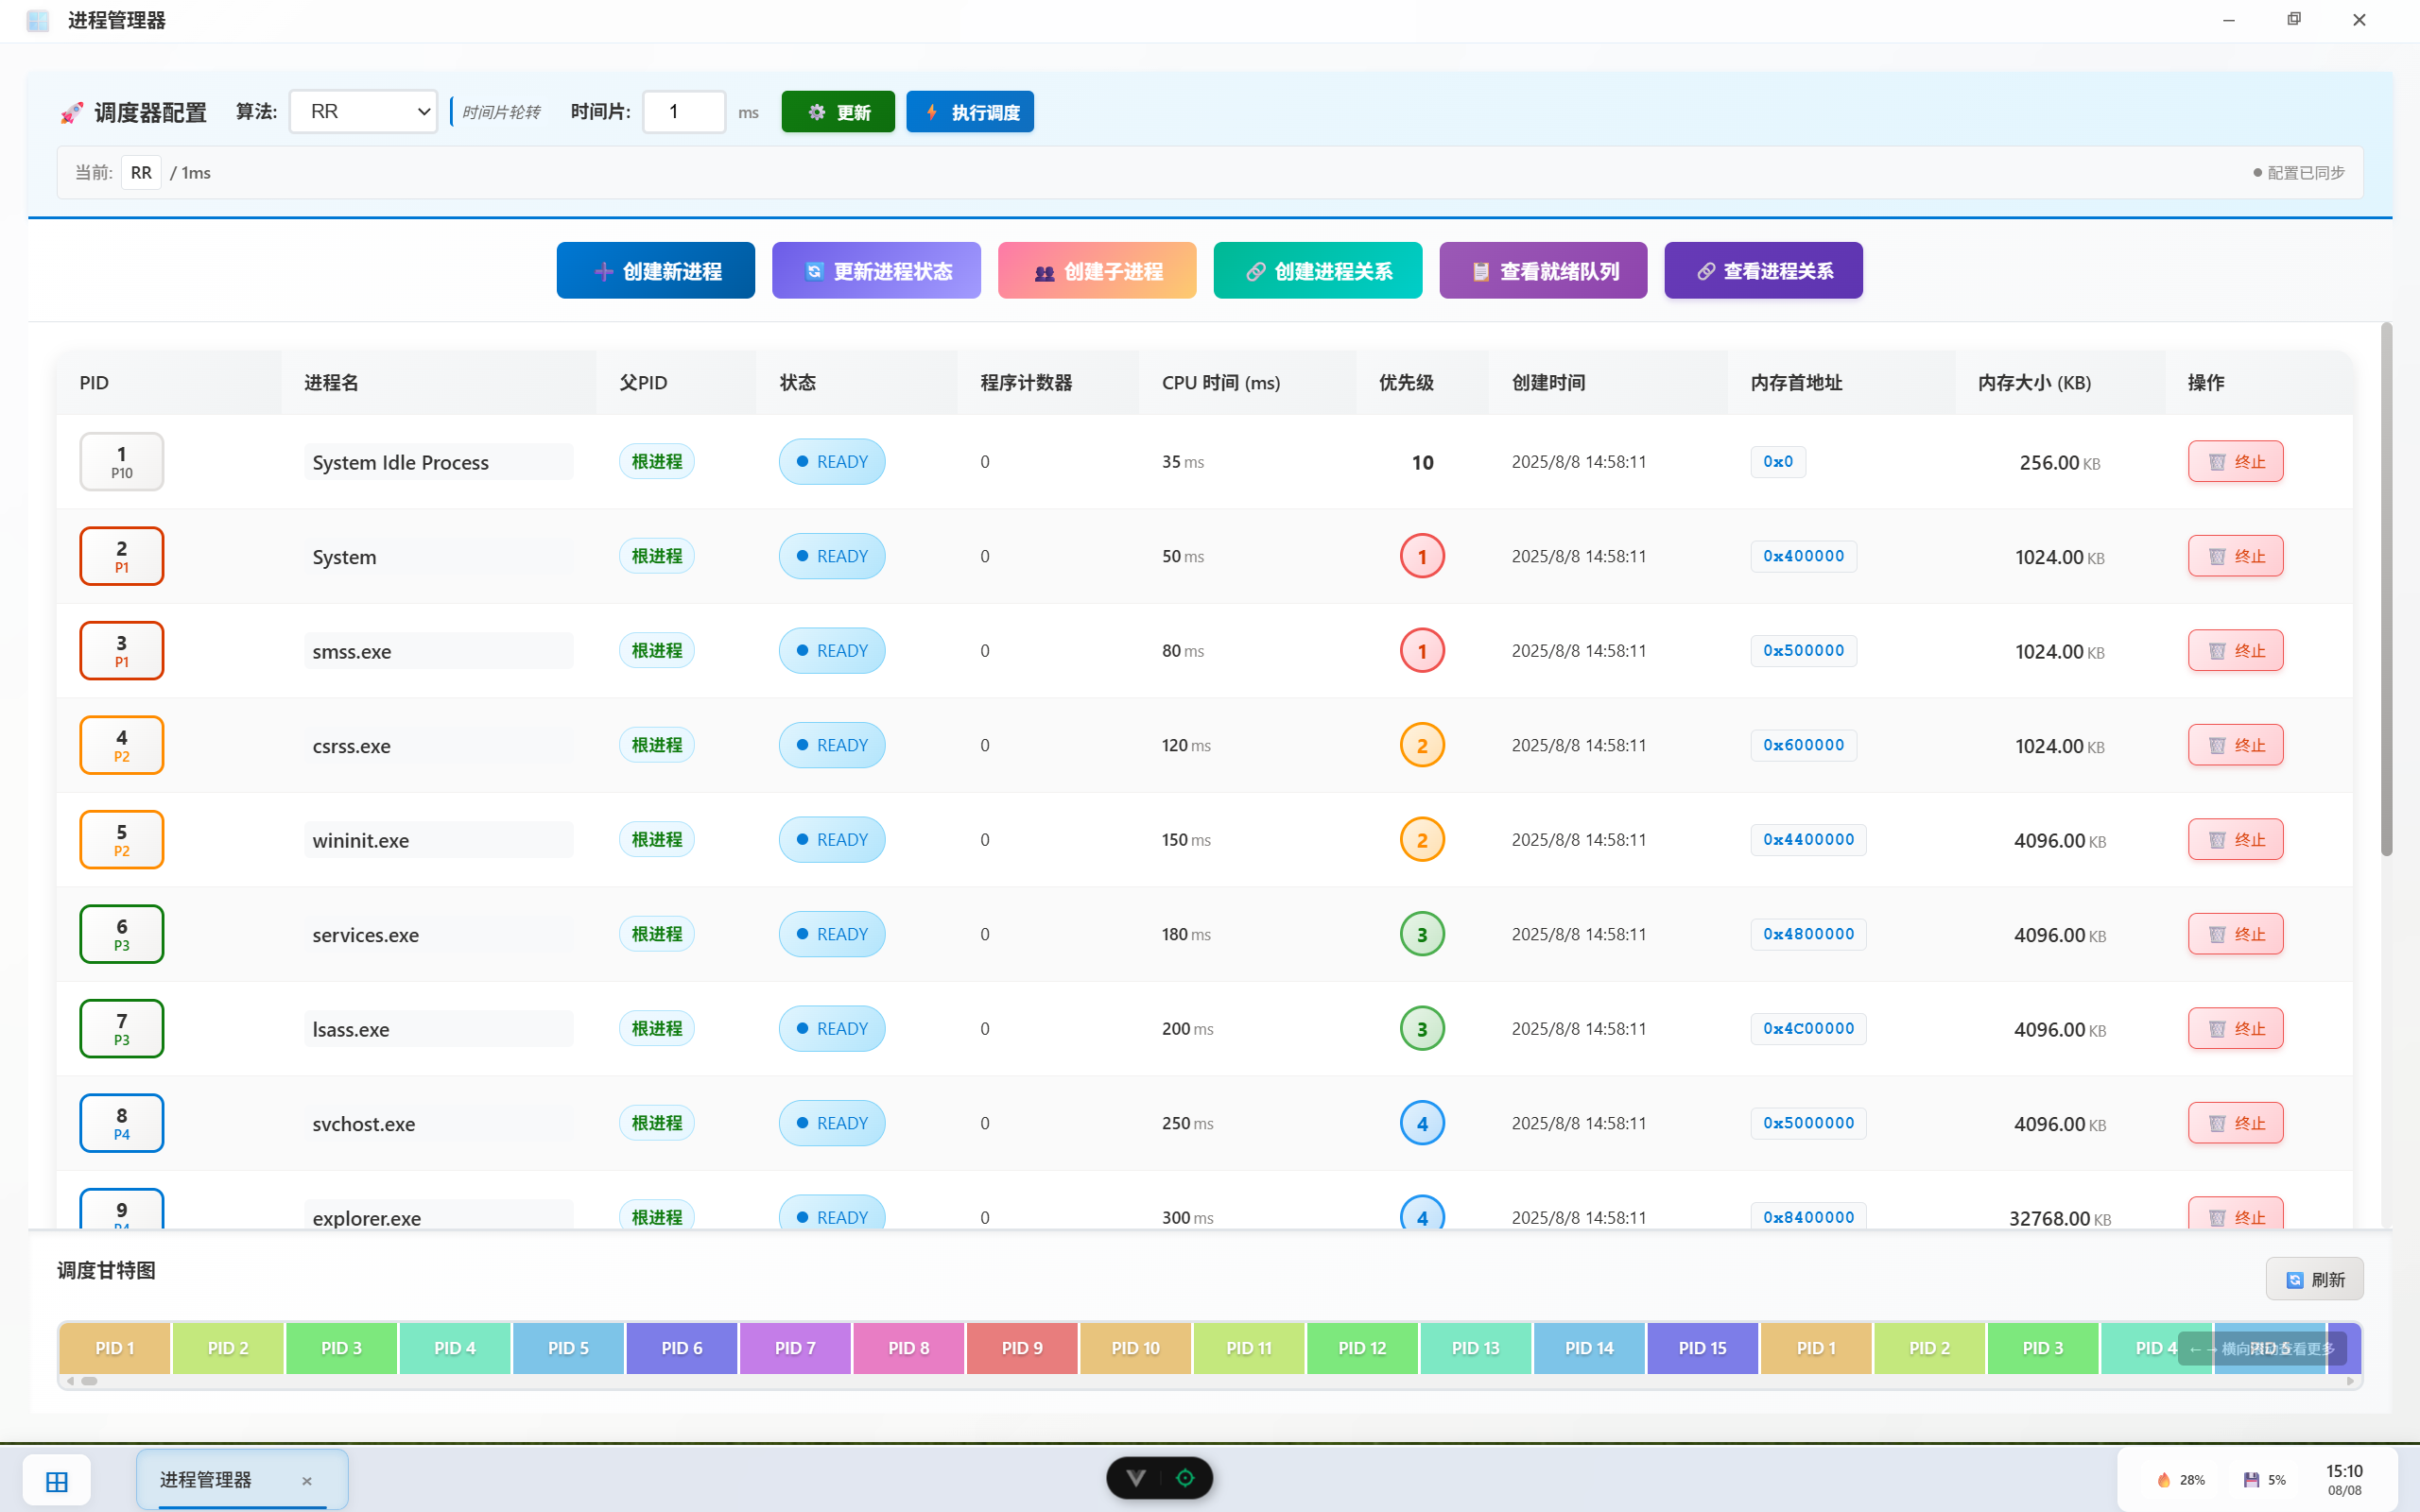 进程管理器
🚀 调度器配置 算法: RR 时间片轮转 时间片: 1 ms ⚙️ 更新 ⚡ 执行调度
当前: RR / 1ms ● 配置已同步
➕ 创建新进程 🔄 更新进程状态 👥 创建子进程 🔗 创建进程关系 📋 查看就绪队列 🔗 查看进程关系
PID 进程名 父PID 状态 程序计数器 CPU 时间 (ms) 优先级 创建时间 内存首地址 内存大小 (KB) 操作
1 P10 System Idle Process 根进程 READY 0 35 ms 10 2025/8/8 14:58:11 0x0 256.00 KB 终止
2 P1 System 根进程 READY 0 50 ms 1 2025/8/8 14:58:11 0x400000 1024.00 KB 终止
3 P1 smss.exe 根进程 READY 0 80 ms 1 2025/8/8 14:58:11 0x500000 1024.00 KB 终止
4 P2 csrss.exe 根进程 READY 0 120 ms 2 2025/8/8 14:58:11 0x600000 1024.00 KB 终止
5 P2 wininit.exe 根进程 READY 0 150 ms 2 2025/8/8 14:58:11 0x4400000 4096.00 KB 终止
6 P3 services.exe 根进程 READY 0 180 ms 3 2025/8/8 14:58:11 0x4800000 4096.00 KB 终止
7 P3 lsass.exe 根进程 READY 0 200 ms 3 2025/8/8 14:58:11 0x4C00000 4096.00 KB 终止
8 P4 svchost.exe 根进程 READY 0 250 ms 4 2025/8/8 14:58:11 0x5000000 4096.00 KB 终止
9 P4 explorer.exe 根进程 READY 0 300 ms 4 2025/8/8 14:58:11 0x8400000 32768.00 KB 终止
调度甘特图 🔄 刷新
PID 1 PID 2 PID 3 PID 4 PID 5 PID 6 PID 7 PID 8 PID 9 PID 10 PID 11 PID 12 PID 13 PID 14 PID 15 PID 1 PID 2 PID 3 PID 4 PID 5
←→ 横向滚动查看更多
进程管理器 × 28% 5% 15:10
08/08